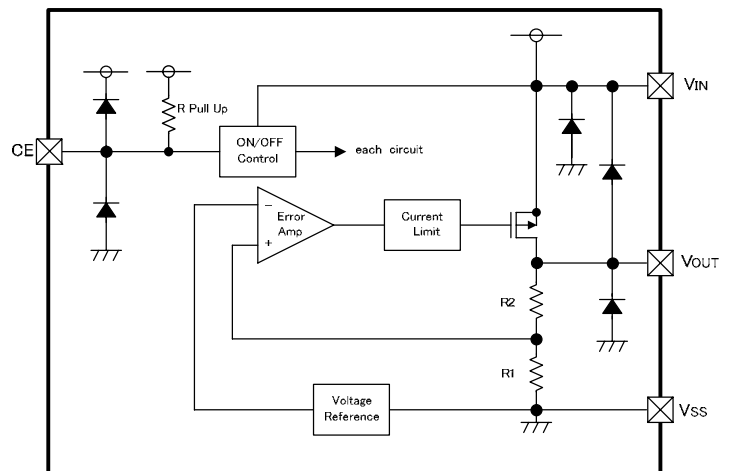 VIN
R Pull Up
CE
ON/OFF
Control
each circuit
−
Error
Amp
+
Current
Limit
VOUT
R2
R1
Voltage
Reference
VSS